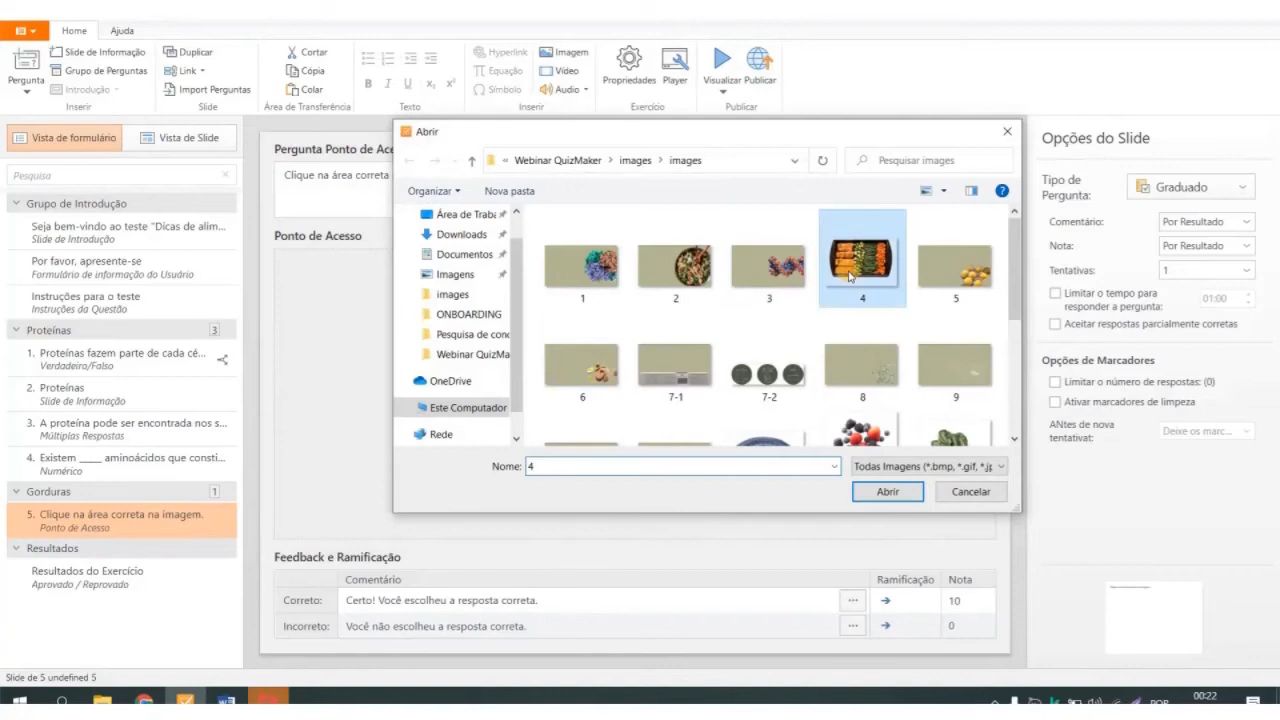 Home Ajuda
Pergunta
Slide de Informação
Grupo de Perguntas
Introdução
Inserir
Duplicar
Link
Import Perguntas
Slide
Cortar
Cópia
Colar
Área de Transferência
B I U x₂ x²
Texto
Hyperlink
Equação
Símbolo
Imagem
Vídeo
Audio
Inserir
Propriedades Player
Exercício
Visualizar Publicar
Publicar
Vista de formulário Vista de Slide
Pesquisa
Grupo de Introdução
Seja bem-vindo ao teste "Dicas de alim...
Slide de Introdução
Por favor, apresente-se
Formulário de informação do Usuário
Instruções para o teste
Instruções da Questão
Proteínas 3
1. Proteínas fazem parte de cada cé...
Verdadeiro/Falso
2. Proteínas
Slide de Informação
3. A proteína pode ser encontrada nos s...
Múltiplas Respostas
4. Existem ____ aminoácidos que consti...
Numérico
Gorduras 1
5. Clique na área correta na imagem.
Ponto de Acesso
Resultados
Resultados do Exercício
Aprovado / Reprovado
Pergunta Ponto de Ace
Clique na área correta
Ponto de Acesso
Abrir
« Webinar QuizMaker > images > images
Pesquisar images
Organizar Nova pasta
Área de Traba
Downloads
Documentos
Imagens
images
ONBOARDING
Pesquisa de con
Webinar QuizMa
OneDrive
Este Computador
Rede
1 2 3 4 5
6 7-1 7-2 8 9
Nome: 4
Todas Imagens (*.bmp, *.gif, *.j
Abrir Cancelar
Feedback e Ramificação
Comentário Ramificação Nota
Correto: Certo! Você escolheu a resposta correta. ... 10
Incorreto: Você não escolheu a resposta correta. ... 0
Opções do Slide
Tipo de
Pergunta:
Graduado
Comentário: Por Resultado
Nota: Por Resultado
Tentativas: 1
Limitar o tempo para
responder a pergunta:
01:00
Aceitar respostas parcialmente corretas
Opções de Marcadores
Limitar o número de respostas: (0)
Ativar marcadores de limpeza
ANtes de nova
tentativat:
Deixe os marc...
Slide de 5 undefined 5
POR
00:22